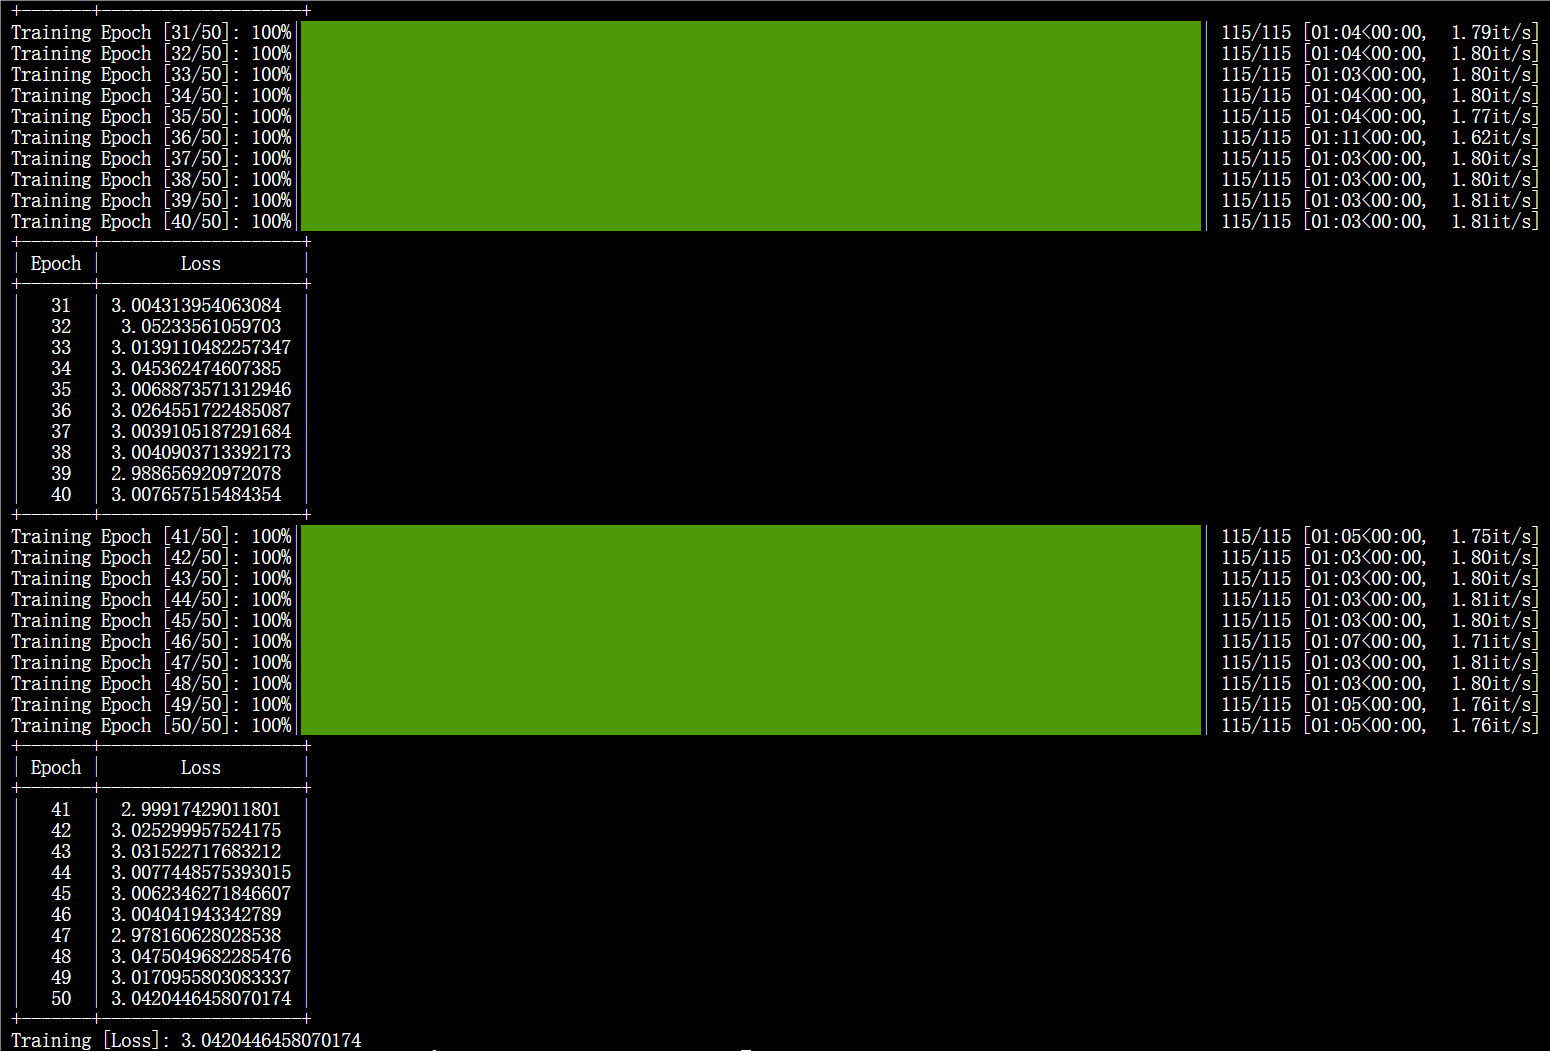 +-------+--------------------+
Training Epoch [31/50]: 100%| | 115/115 [01:04<00:00, 1.79it/s]
Training Epoch [32/50]: 100%| | 115/115 [01:04<00:00, 1.80it/s]
Training Epoch [33/50]: 100%| | 115/115 [01:03<00:00, 1.80it/s]
Training Epoch [34/50]: 100%| | 115/115 [01:04<00:00, 1.80it/s]
Training Epoch [35/50]: 100%| | 115/115 [01:04<00:00, 1.77it/s]
Training Epoch [36/50]: 100%| | 115/115 [01:11<00:00, 1.62it/s]
Training Epoch [37/50]: 100%| | 115/115 [01:03<00:00, 1.80it/s]
Training Epoch [38/50]: 100%| | 115/115 [01:03<00:00, 1.80it/s]
Training Epoch [39/50]: 100%| | 115/115 [01:03<00:00, 1.81it/s]
Training Epoch [40/50]: 100%| | 115/115 [01:03<00:00, 1.81it/s]
+-------+--------------------+
| Epoch | Loss |
+-------+--------------------+
| 31 | 3.004313954063084 |
| 32 | 3.05233561059703 |
| 33 | 3.0139110482257347 |
| 34 | 3.045362474607385 |
| 35 | 3.0068873571312946 |
| 36 | 3.0264551722485087 |
| 37 | 3.0039105187291684 |
| 38 | 3.0040903713392173 |
| 39 | 2.988656920972078 |
| 40 | 3.007657515484354 |
+-------+--------------------+
Training Epoch [41/50]: 100%| | 115/115 [01:05<00:00, 1.75it/s]
Training Epoch [42/50]: 100%| | 115/115 [01:03<00:00, 1.80it/s]
Training Epoch [43/50]: 100%| | 115/115 [01:03<00:00, 1.80it/s]
Training Epoch [44/50]: 100%| | 115/115 [01:03<00:00, 1.81it/s]
Training Epoch [45/50]: 100%| | 115/115 [01:03<00:00, 1.80it/s]
Training Epoch [46/50]: 100%| | 115/115 [01:07<00:00, 1.71it/s]
Training Epoch [47/50]: 100%| | 115/115 [01:03<00:00, 1.81it/s]
Training Epoch [48/50]: 100%| | 115/115 [01:03<00:00, 1.80it/s]
Training Epoch [49/50]: 100%| | 115/115 [01:05<00:00, 1.76it/s]
Training Epoch [50/50]: 100%| | 115/115 [01:05<00:00, 1.76it/s]
+-------+--------------------+
| Epoch | Loss |
+-------+--------------------+
| 41 | 2.99917429011801 |
| 42 | 3.025299957524175 |
| 43 | 3.031522717683212 |
| 44 | 3.0077448575393015 |
| 45 | 3.0062346271846607 |
| 46 | 3.004041943342789 |
| 47 | 2.978160628028538 |
| 48 | 3.0475049682285476 |
| 49 | 3.0170955803083337 |
| 50 | 3.0420446458070174 |
+-------+--------------------+
Training [Loss]: 3.0420446458070174